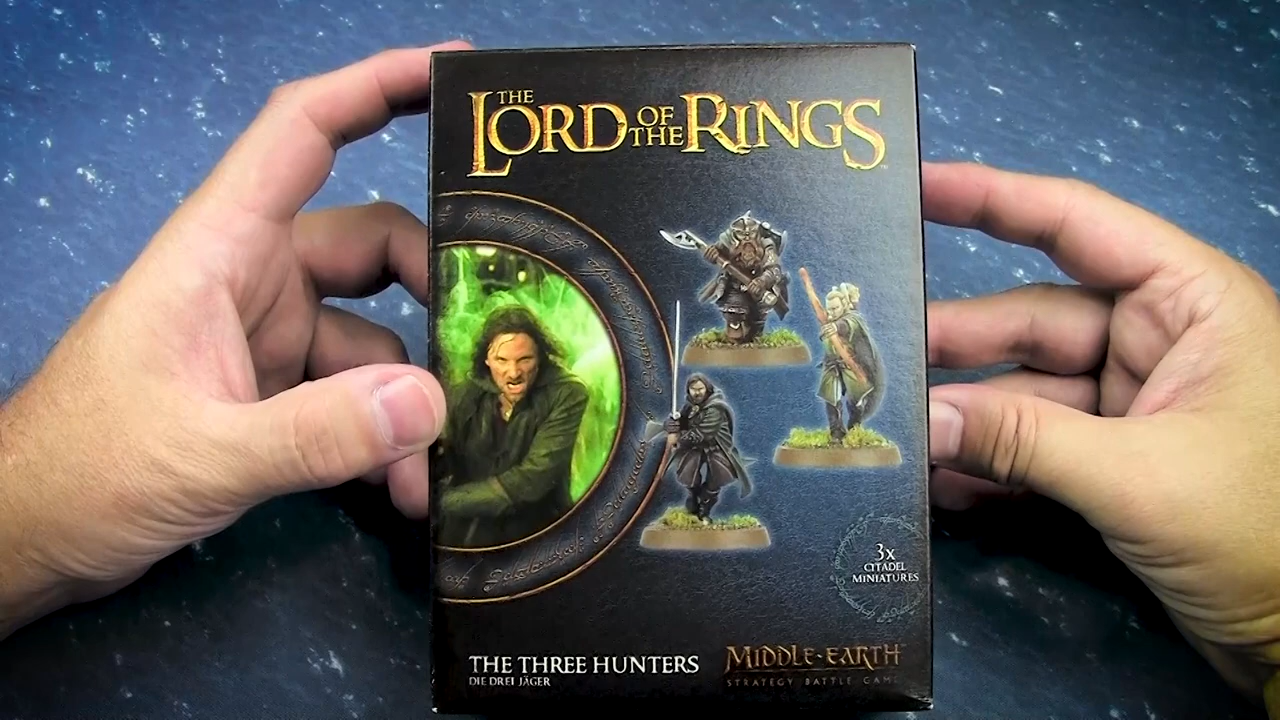 THE LORD OF THE RINGS
3x
CITADEL
MINIATURES
THE THREE HUNTERS
DIE DREI JÄGER
MIDDLE-EARTH
STRATEGY BATTLE GAME